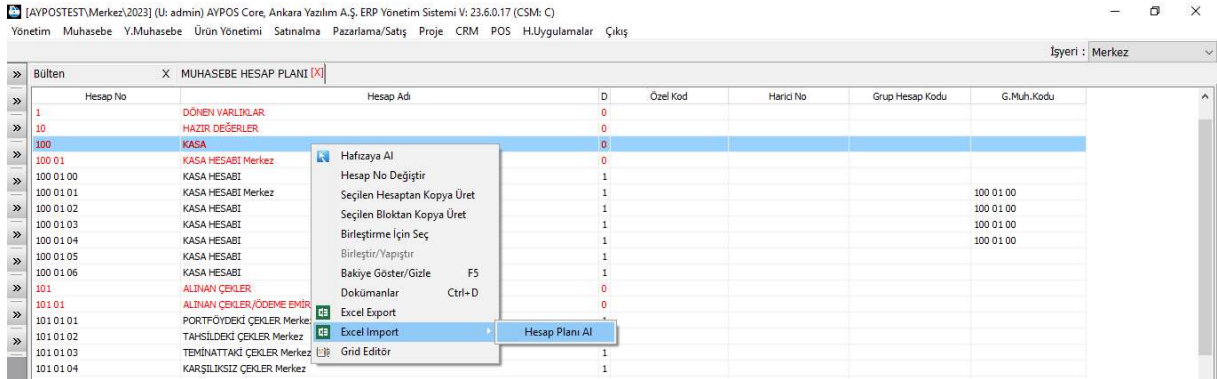 [AYPOSTEST\Merkez\2023] (U: admin) AYPOS Core, Ankara Yazılım A.Ş. ERP Yönetim Sistemi V: 23.6.0.17 (CSM: C)
Yönetim Muhasebe Y.Muhasebe Ürün Yönetimi Satınalma Pazarlama/Satış Proje CRM POS H.Uygulamalar Çıkış
İşyeri : Merkez
Bülten X MUHASEBE HESAP PLANI [X]
Hesap No Hesap Adı D Özel Kod Harici No Grup Hesap Kodu G.Muh.Kodu
1 DÖNEN VARLIKLAR 0
10 HAZIR DEĞERLER 0
100 KASA 0
100 01 KASA HESABI Merkez 0
100 01 00 KASA HESABI 1
100 01 01 KASA HESABI Merkez 1 100 01 00
100 01 02 KASA HESABI 1 100 01 00
100 01 03 KASA HESABI 1 100 01 00
100 01 04 KASA HESABI 1 100 01 00
100 01 05 KASA HESABI 1
100 01 06 KASA HESABI 1
101 ALINAN ÇEKLER 0
101 01 ALINAN ÇEKLER/ÖDEME EMİR 0
101 01 01 PORTFÖYDEKİ ÇEKLER Merke
101 01 02 TAHSİLDEKİ ÇEKLER Merkez
101 01 03 TEMİNATTAKİ ÇEKLER Merkez 1
101 01 04 KARŞILIKSIZ ÇEKLER Merkez 1
Hafızaya Al
Hesap No Değiştir
Seçilen Hesaptan Kopya Üret
Seçilen Bloktan Kopya Üret
Birleştirme İçin Seç
Birleştir/Yapıştır
Bakiye Göster/Gizle F5
Dokümanlar Ctrl+D
Excel Export
Excel Import
Hesap Planı Al
Grid Editör